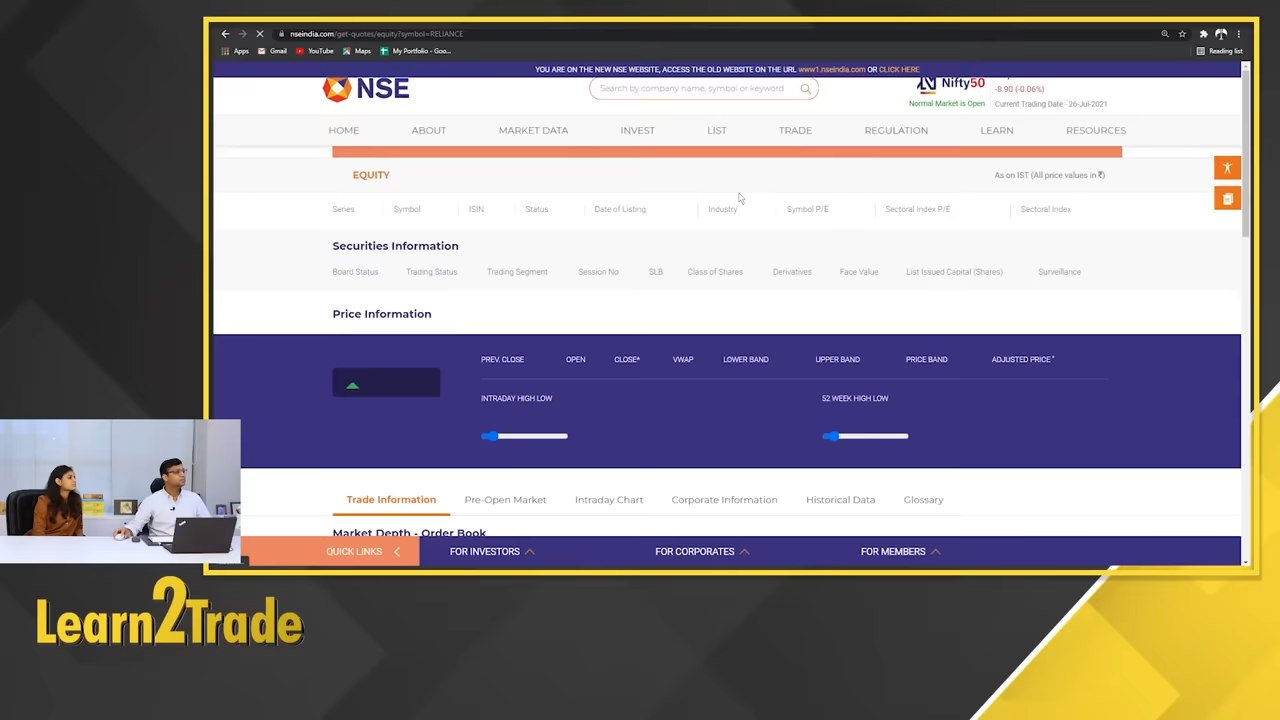 nseindia.com/get-quotes/equity?symbol=RELIANCE
Apps Gmail YouTube Maps My Portfolio - Goo... Reading list
YOU ARE ON THE NEW NSE WEBSITE, ACCESS THE OLD WEBSITE ON THE URL www1.nseindia.com OR CLICK HERE
NSE Search by company name, symbol or keyword Nifty50 -8.90 (-0.06%)
Normal Market is Open Current Trading Date - 26-Jul-2021
HOME ABOUT MARKET DATA INVEST LIST TRADE REGULATION LEARN RESOURCES
EQUITY As on IST (All price values in ₹)
Series Symbol ISIN Status Date of Listing Industry Symbol P/E Sectoral Index P/E Sectoral Index
Securities Information
Board Status Trading Status Trading Segment Session No. SLB Class of Shares Derivatives Face Value List Issued Capital (Shares) Surveillance
Price Information
PREV. CLOSE OPEN CLOSE* VWAP LOWER BAND UPPER BAND PRICE BAND ADJUSTED PRICE*
INTRADAY HIGH LOW 52 WEEK HIGH LOW
Trade Information Pre-Open Market Intraday Chart Corporate Information Historical Data Glossary
Market Depth - Order Book
QUICK LINKS FOR INVESTORS FOR CORPORATES FOR MEMBERS
Learn2Trade